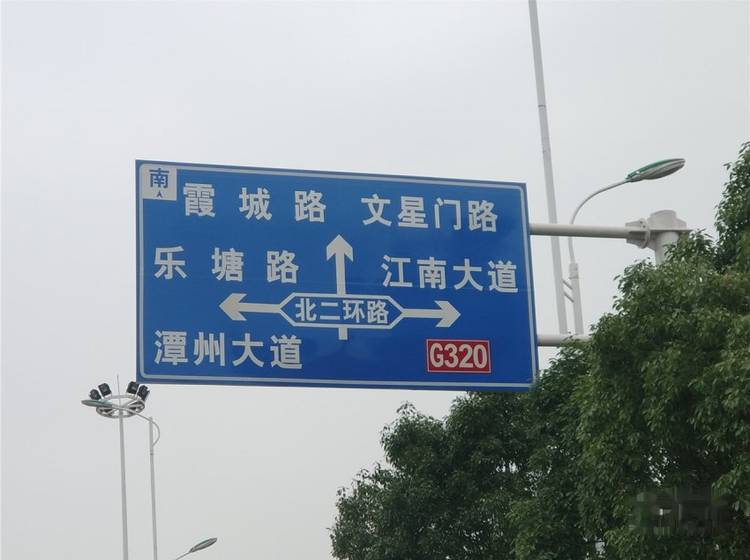 南
霞城路 文星门路
乐塘路 江南大道
北二环路
潭州大道 G320